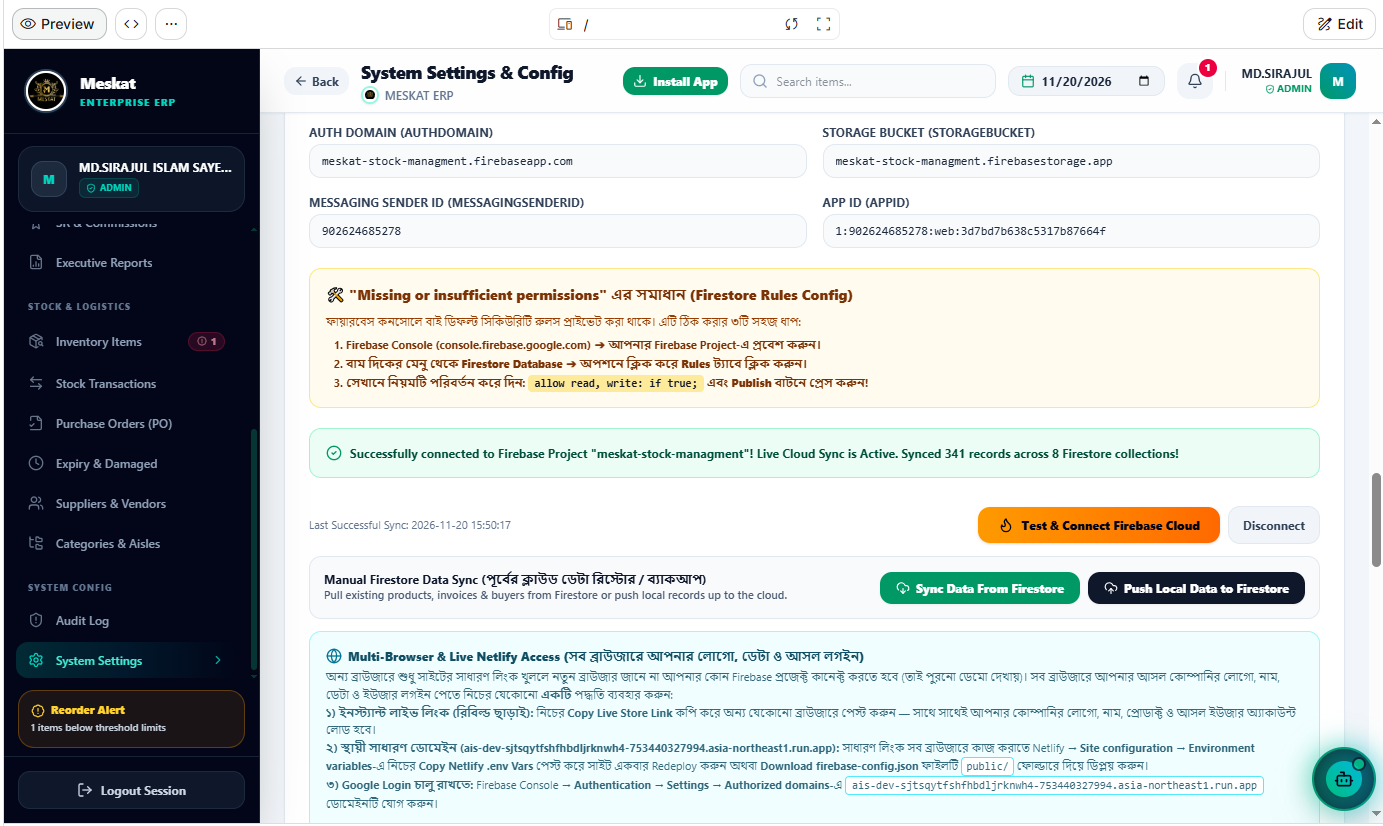 Preview
<>
...
/
Edit
Meskat
ENTERPRISE ERP
Back
System Settings & Config
MESKAT ERP
Install App
Search items...
11/20/2026
1
MD.SIRAJUL
ADMIN
M
M
MD.SIRAJUL ISLAM SAYE...
ADMIN
SR & Commissions
Executive Reports
STOCK & LOGISTICS
Inventory Items
1
Stock Transactions
Purchase Orders (PO)
Expiry & Damaged
Suppliers & Vendors
Categories & Aisles
SYSTEM CONFIG
Audit Log
System Settings
Reorder Alert
1 items below threshold limits
Logout Session
AUTH DOMAIN (AUTHDOMAIN)
STORAGE BUCKET (STORAGEBUCKET)
meskat-stock-managment.firebaseapp.com
meskat-stock-managment.firebasestorage.app
MESSAGING SENDER ID (MESSAGINGSENDERID)
APP ID (APPID)
902624685278
1:902624685278:web:3d7bd7b638c5317b87664f
🛠️ "Missing or insufficient permissions" এর সমাধান (Firestore Rules Config)
ফায়ারবেস কনসোলে বাই ডিফল্ট সিকিউরিটি রুলস প্রাইভেট করা থাকে। এটি ঠিক করার ৩টি সহজ ধাপ:
1. Firebase Console (console.firebase.google.com) ➔ আপনার Firebase Project-এ প্রবেশ করুন।
2. বাম দিকের মেনু থেকে Firestore Database ➔ অপশনে ক্লিক করে Rules ট্যাবে ক্লিক করুন।
3. সেখানে নিয়মটি পরিবর্তন করে দিন: allow read, write: if true; এবং Publish বাটনে প্রেস করুন!
Successfully connected to Firebase Project "meskat-stock-managment"! Live Cloud Sync is Active. Synced 341 records across 8 Firestore collections!
Last Successful Sync: 2026-11-20 15:50:17
Test & Connect Firebase Cloud
Disconnect
Manual Firestore Data Sync (পূর্বের ক্লাউড ডেটা রিস্টোর / ব্যাকআপ)
Pull existing products, invoices & buyers from Firestore or push local records up to the cloud.
Sync Data From Firestore
Push Local Data to Firestore
Multi-Browser & Live Netlify Access (সব ব্রাউজারে আপনার লোগো, ডেটা ও আসল লগইন)
অন্য ব্রাউজারে শুধু সাইটের সাধারণ লিংক খুললে নতুন ব্রাউজার জানে না আপনার কোন Firebase প্রজেক্ট কানেক্ট করতে হবে (তাই পুরনো ডেমো দেখায়)। সব ব্রাউজারে আপনার আসল কোম্পানির লোগো, নাম,
ডেটা ও ইউজার লগইন পেতে নিচের যেকোনো একটি পদ্ধতি ব্যবহার করুন:
১) ইনস্ট্যান্ট লাইভ লিংক (রিবিল্ড ছাড়াই): নিচের Copy Live Store Link কপি করে অন্য যেকোনো ব্রাউজারে পেস্ট করুন — সাথে সাথেই আপনার কোম্পানির লোগো, নাম, প্রোডাক্ট ও আসল ইউজার অ্যাকাউন্ট
লোড হবে।
২) স্থায়ী সাধারণ ডোমেইন (ais-dev-sjtsqytfshfhbdljrknwh4-753440327994.asia-northeast1.run.app): সাধারণ লিংক সব ব্রাউজারে কাজ করাতে Netlify → Site configuration → Environment
variables-এ নিচের Copy Netlify .env Vars পেস্ট করে সাইট একবার Redeploy করুন অথবা Download firebase-config.json ফাইলটি public/ ফোল্ডারে দিয়ে ডিপ্লয় করুন।
৩) Google Login চালু রাখতে: Firebase Console → Authentication → Settings → Authorized domains-এ ais-dev-sjtsqytfshfhbdljrknwh4-753440327994.asia-northeast1.run.app
ডোমেইনটি যোগ করুন।